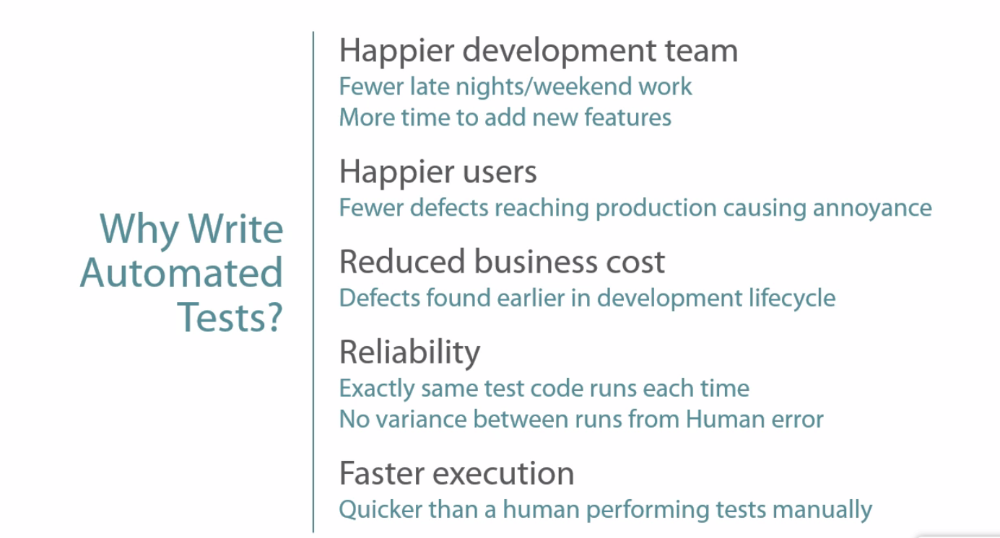 Why Write
Automated
Tests?
Happier development team
Fewer late nights/weekend work
More time to add new features
Happier users
Fewer defects reaching production causing annoyance
Reduced business cost
Defects found earlier in development lifecycle
Reliability
Exactly same test code runs each time
No variance between runs from Human error
Faster execution
Quicker than a human performing tests manually